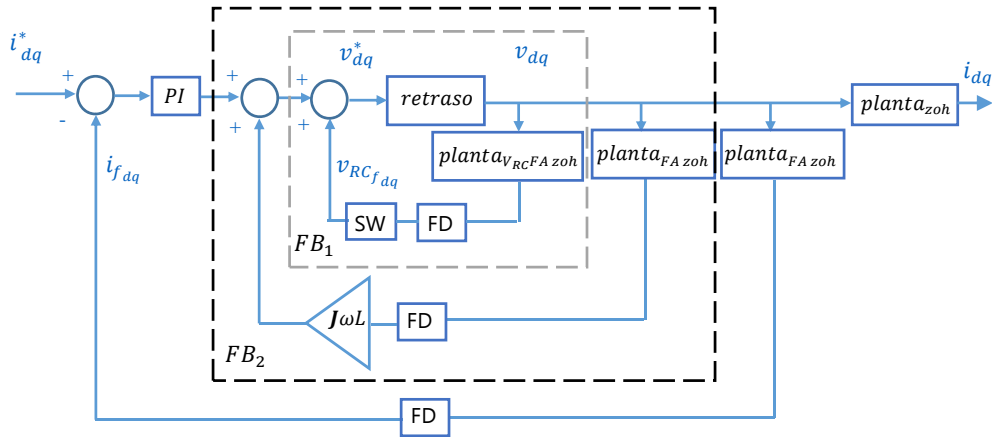 i*dq
+
-
PI
+
+
v*dq
+
+
retraso
vdq
plantazoh
idq
plantaVRCFA zoh
plantaFA zoh
plantaFA zoh
ifdq
vRCfdq
SW
FD
FB1
JωL
FD
FB2
FD